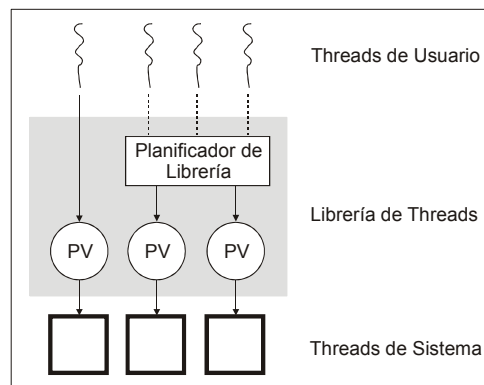 Threads de Usuario
Planificador de
Librería
Librería de Threads
PV PV PV
Threads de Sistema